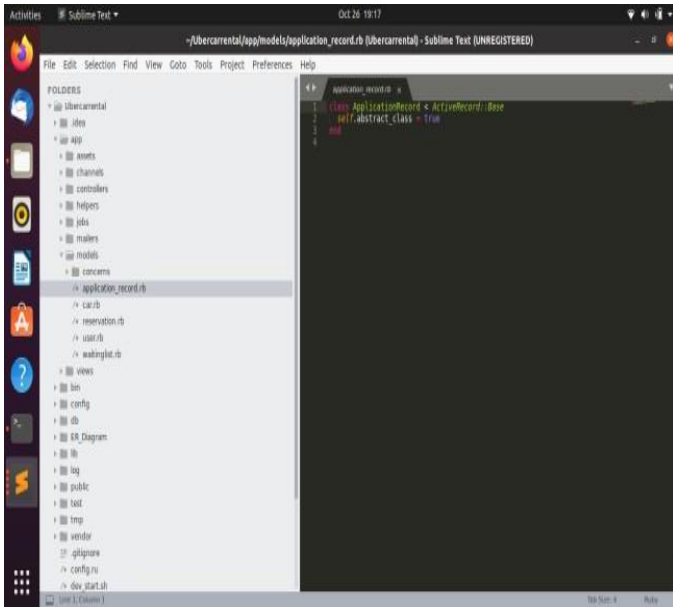 Activities Sublime Text Oct 26 19:17
~/Ubercarrental/app/models/application_record.rb (Ubercarrental) - Sublime Text (UNREGISTERED)
File Edit Selection Find View Goto Tools Project Preferences Help
FOLDERS
Ubercarrental
.idea
app
assets
channels
controllers
helpers
jobs
mailers
models
concerns
application_record.rb
car.rb
reservation.rb
user.rb
waitinglist.rb
views
bin
config
db
ER_Diagram
lib
log
public
test
tmp
vendor
.gitignore
config.ru
dev_start.sh
application_record.rb x
1 class ApplicationRecord < ActiveRecord::Base
2 self.abstract_class = true
3 end
4
Line 1, Column 1 Tab Size: 4 Ruby